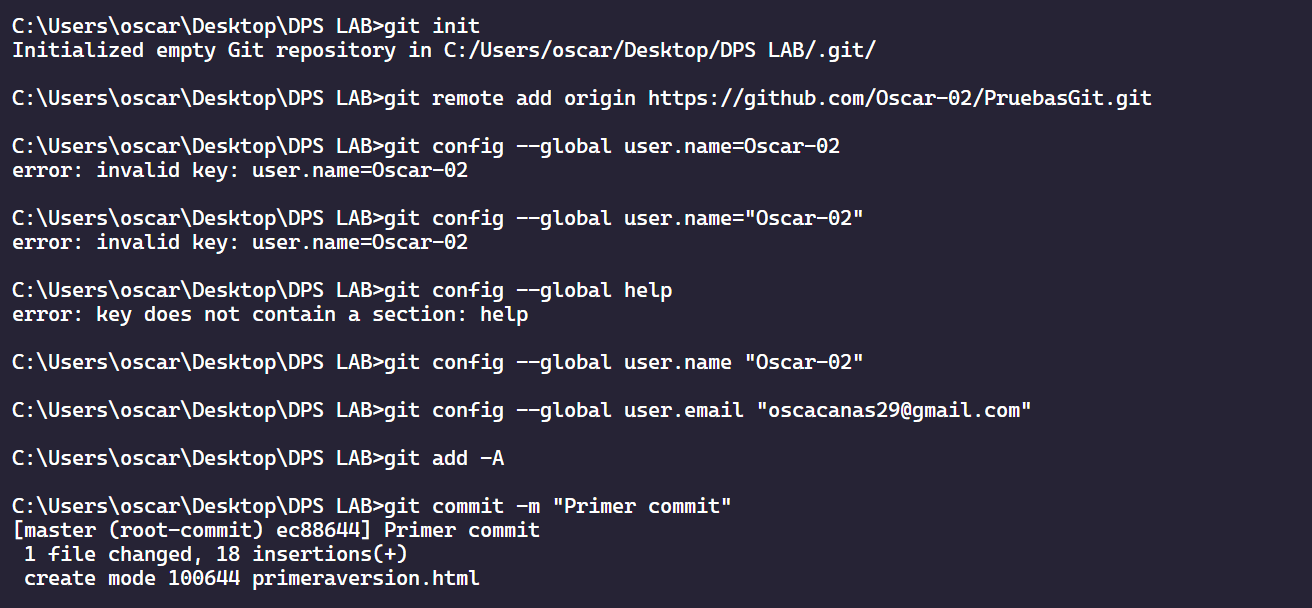 C:\Users\oscar\Desktop\DPS LAB>git init
Initialized empty Git repository in C:/Users/oscar/Desktop/DPS LAB/.git/
C:\Users\oscar\Desktop\DPS LAB>git remote add origin https://github.com/Oscar-02/PruebasGit.git
C:\Users\oscar\Desktop\DPS LAB>git config --global user.name=Oscar-02
error: invalid key: user.name=Oscar-02
C:\Users\oscar\Desktop\DPS LAB>git config --global user.name="Oscar-02"
error: invalid key: user.name=Oscar-02
C:\Users\oscar\Desktop\DPS LAB>git config --global help
error: key does not contain a section: help
C:\Users\oscar\Desktop\DPS LAB>git config --global user.name "Oscar-02"
C:\Users\oscar\Desktop\DPS LAB>git config --global user.email "oscacanas29@gmail.com"
C:\Users\oscar\Desktop\DPS LAB>git add -A
C:\Users\oscar\Desktop\DPS LAB>git commit -m "Primer commit"
[master (root-commit) ec88644] Primer commit
 1 file changed, 18 insertions(+)
 create mode 100644 primeraversion.html